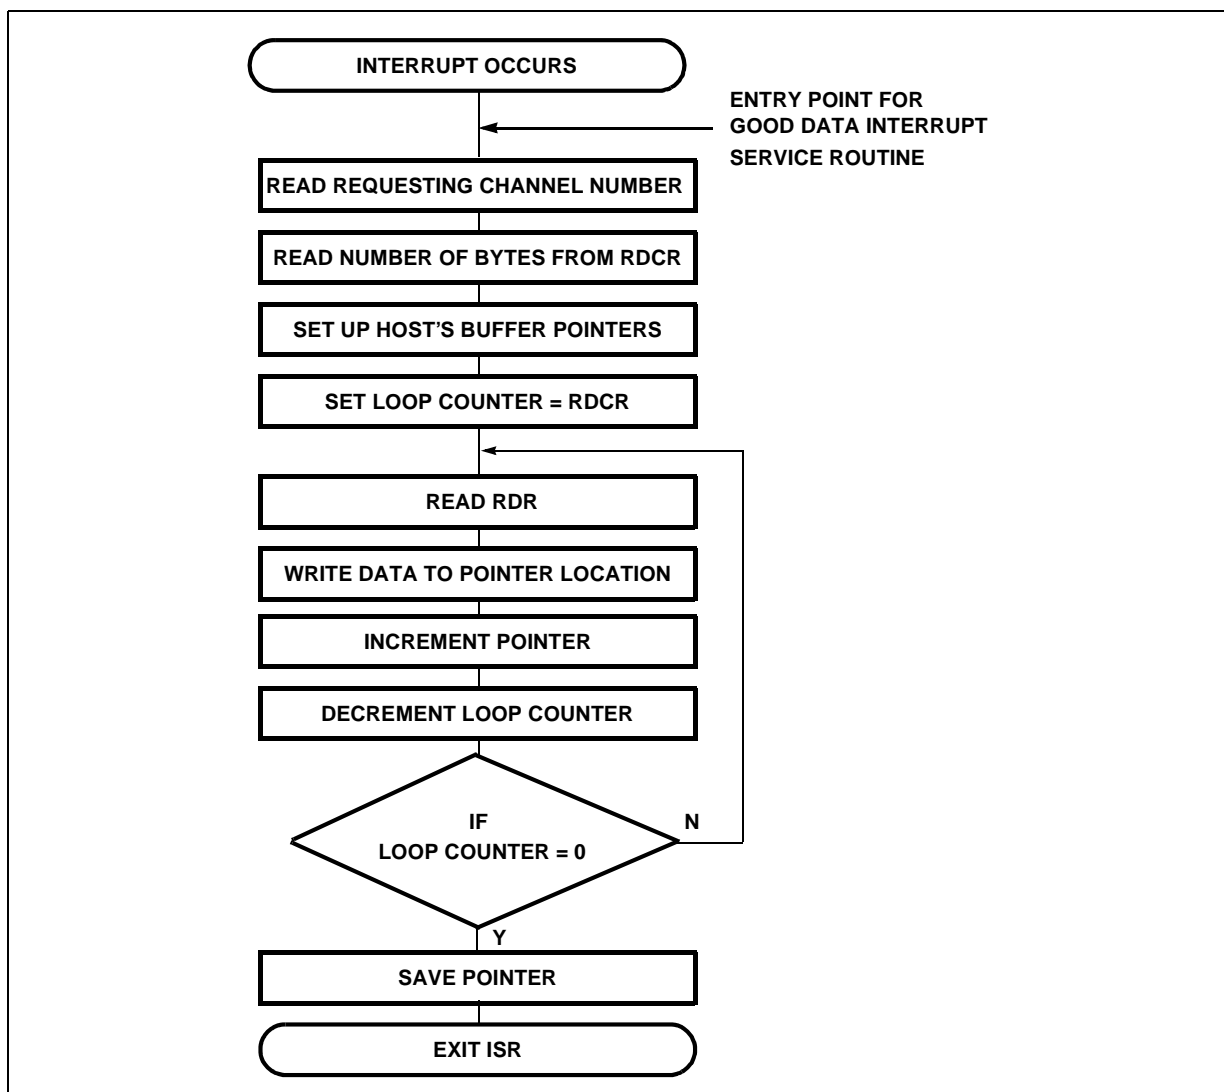 INTERRUPT OCCURS
ENTRY POINT FOR
GOOD DATA INTERRUPT
SERVICE ROUTINE
READ REQUESTING CHANNEL NUMBER
READ NUMBER OF BYTES FROM RDCR
SET UP HOST’S BUFFER POINTERS
SET LOOP COUNTER = RDCR
READ RDR
WRITE DATA TO POINTER LOCATION
INCREMENT POINTER
DECREMENT LOOP COUNTER
IF
LOOP COUNTER = 0
N
Y
SAVE POINTER
EXIT ISR